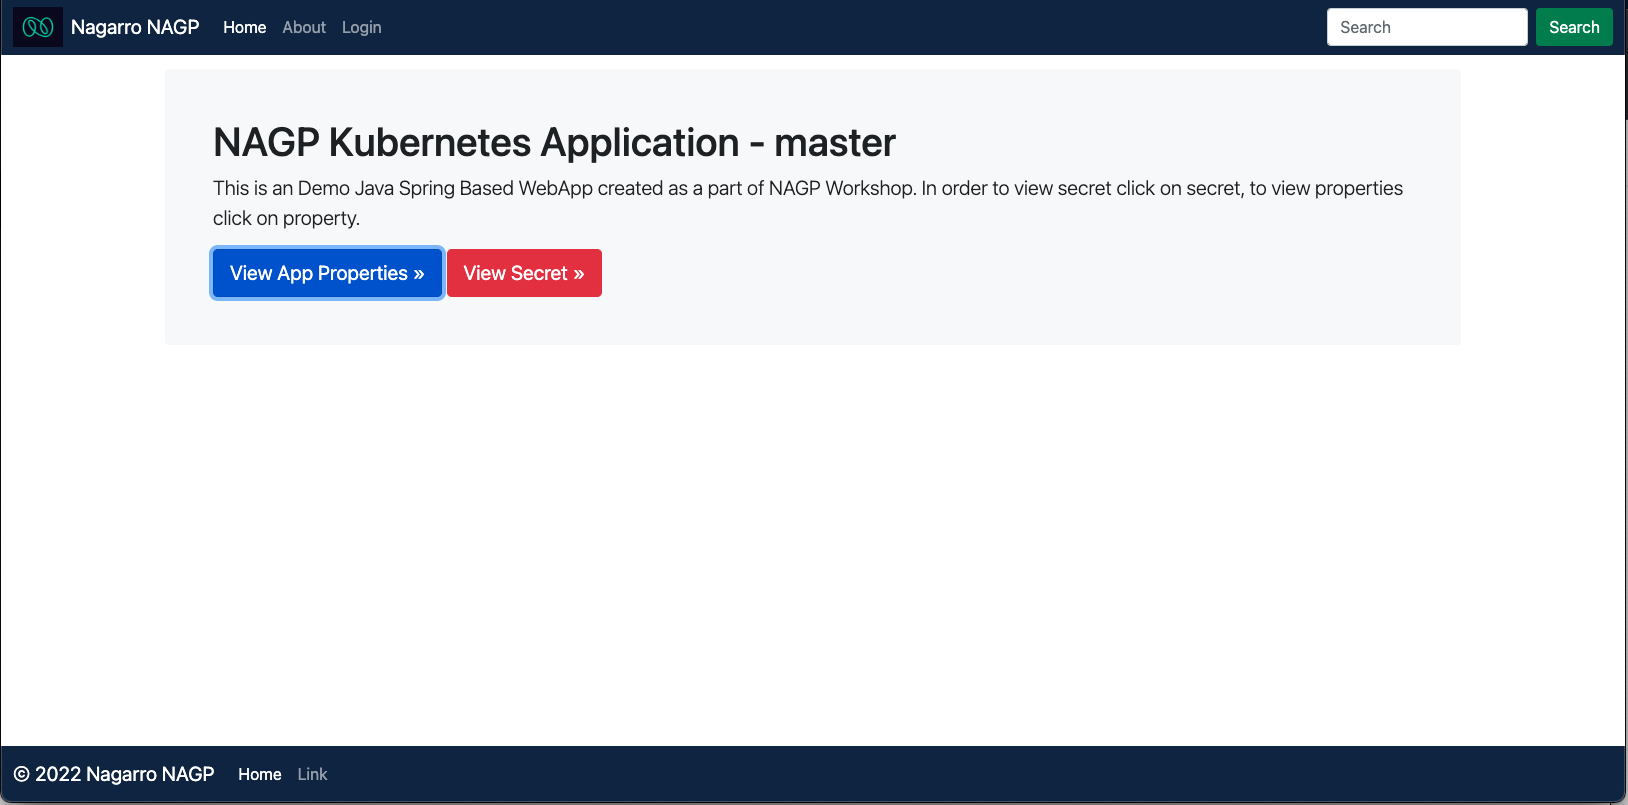 Nagarro NAGP Home About Login Search Search
NAGP Kubernetes Application - master
This is an Demo Java Spring Based WebApp created as a part of NAGP Workshop. In order to view secret click on secret, to view properties
click on property.
View App Properties » View Secret »
© 2022 Nagarro NAGP Home Link